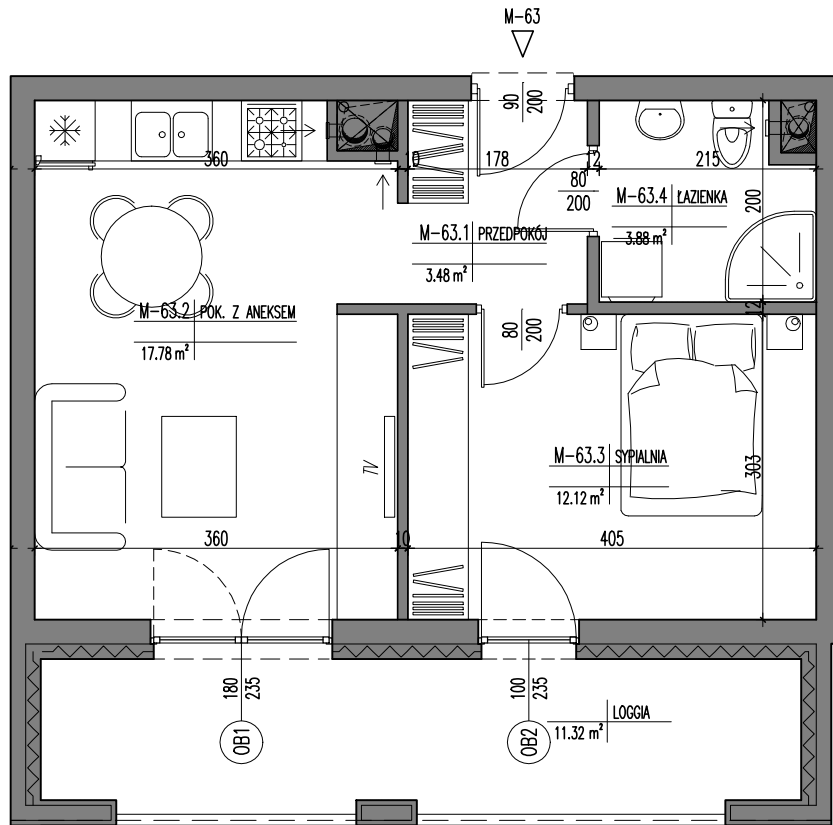 M-63
90
200
360
10
178
12
215
80
200
M-63.4 ŁAZIENKA
3.88 m²
200
M-63.1 PRZEDPOKÓJ
3.48 m²
M-63.2 POK. Z ANEKSEM
17.78 m²
80
200
12
TV
M-63.3 SYPIALNIA
12.12 m²
303
360
10
405
180
235
100
235
LOGGIA
11.32 m²
OB1
OB2